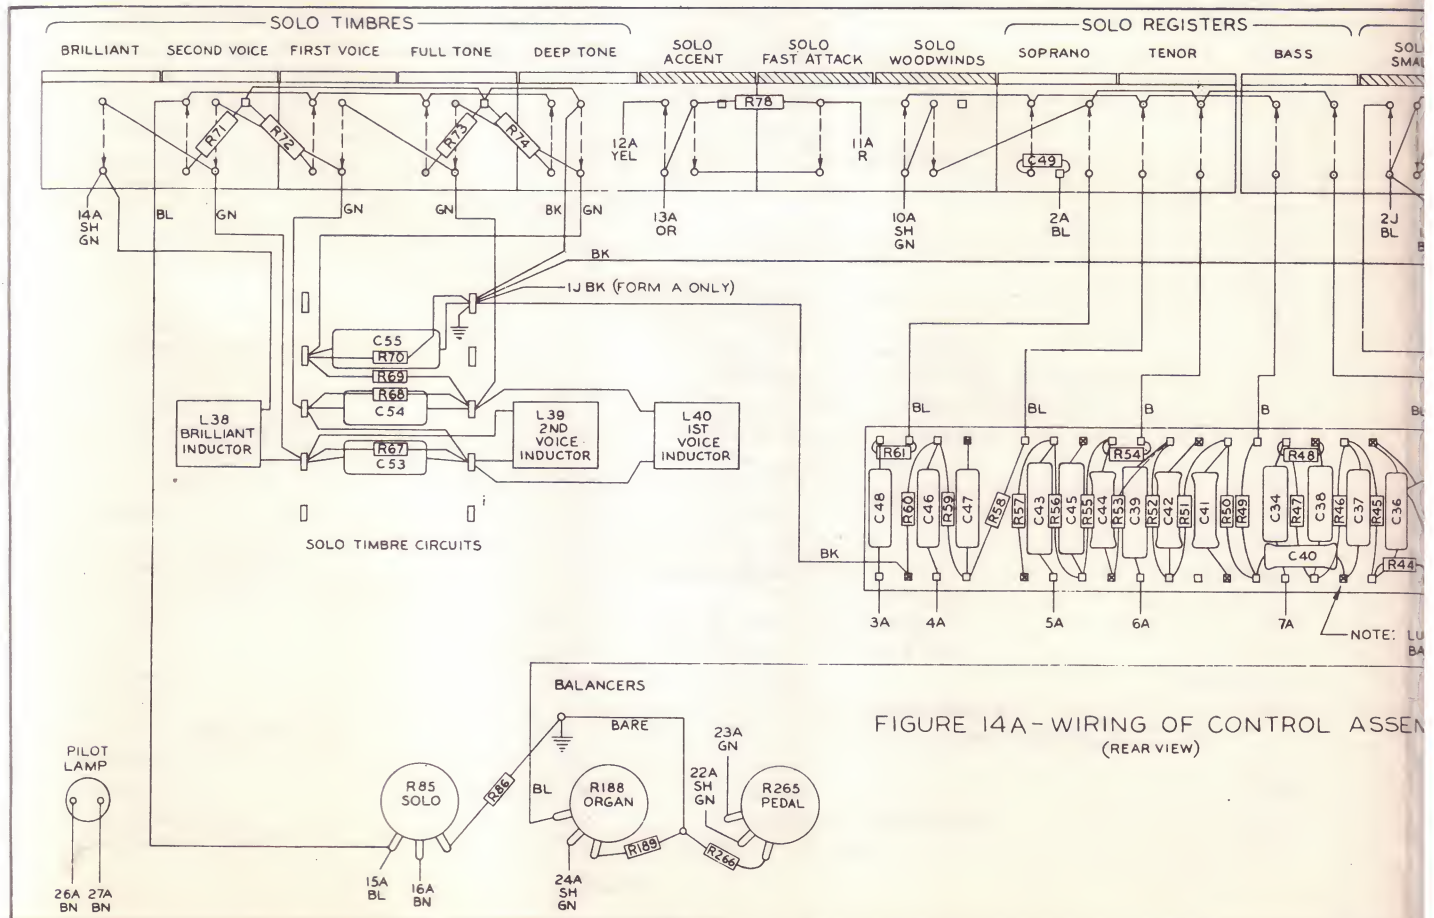 SOLO TIMBRES
SOLO REGISTERS
BRILLIANT
SECOND VOICE
FIRST VOICE
FULL TONE
DEEP TONE
SOLO
ACCENT
SOLO
FAST ATTACK
SOLO
WOODWINDS
SOPRANO
TENOR
BASS
SOL
SMAL
R71
R72
R73
R74
R78
C49
12A
YEL
11A
R
14A
SH
GN
BL
GN
GN
GN
BK
GN
13A
OR
10A
SH
GN
2A
BL
2J
BL
BK
1J BK (FORM A ONLY)
C55
R70
R69
R68
C54
R67
C53
L38
BRILLIANT
INDUCTOR
L39
2ND
VOICE
INDUCTOR
L40
1ST
VOICE
INDUCTOR
SOLO TIMBRE CIRCUITS
BL
BL
B
B
BL
R61
R54
R48
C48
R60
C46
R59
C47
R58
R57
C43
R56
C45
R55
C44
R53
C39
R52
C42
R51
C41
R50
R49
C34
R47
C38
R46
C37
R45
C36
C40
R44
BK
3A
4A
5A
6A
7A
NOTE: LU
BA
BALANCERS
BARE
FIGURE 14A-WIRING OF CONTROL ASSEM
(REAR VIEW)
PILOT
LAMP
R85
SOLO
R86
BL
R188
ORGAN
23A
GN
22A
SH
GN
R265
PEDAL
R189
R266
26A
BN
27A
BN
15A
BL
16A
BN
24A
SH
GN